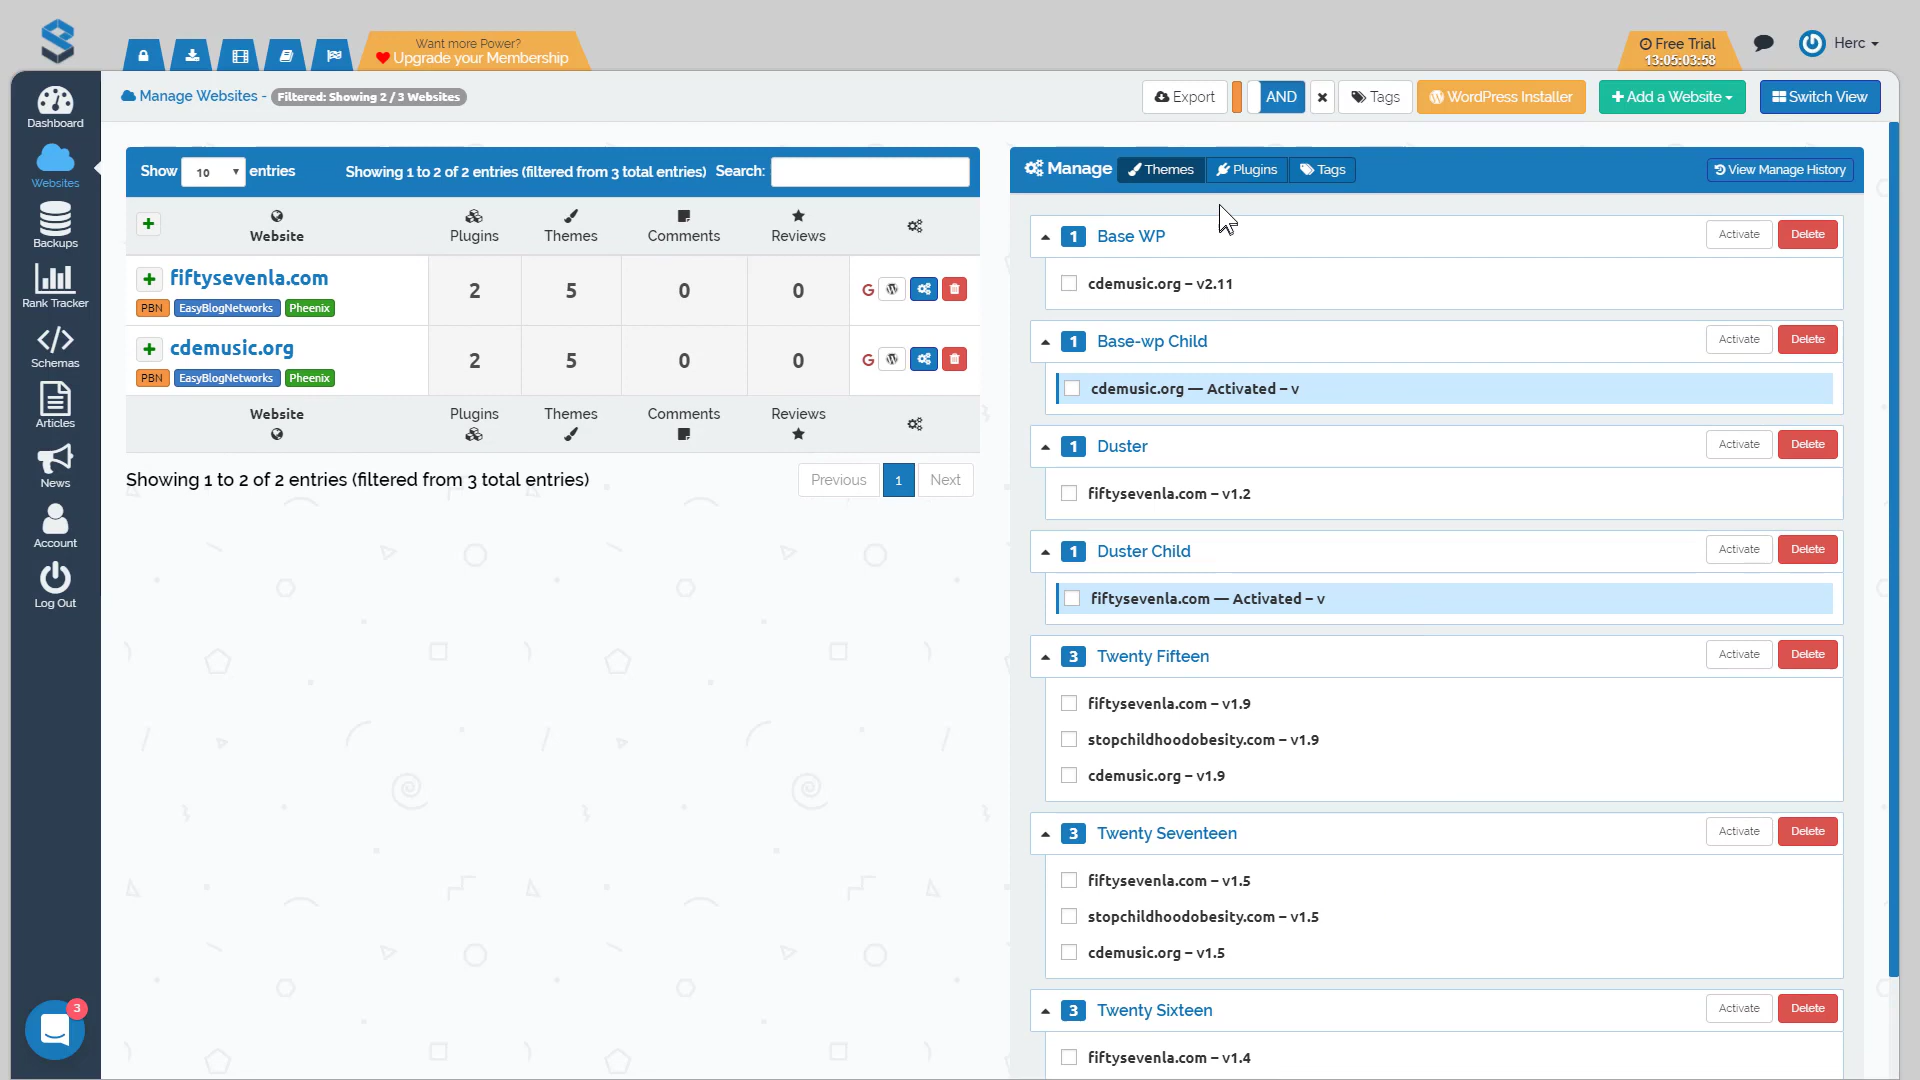 Want more Power?
Upgrade your Membership
Free Trial
13:05:03:58
Herc
Manage Websites - Filtered: Showing 2 / 3 Websites
Export
AND
Tags
WordPress Installer
Add a Website
Switch View
Dashboard
Websites
Backups
Rank Tracker
Schemas
Articles
News
Account
Log Out
3
Show 10 entries
Showing 1 to 2 of 2 entries (filtered from 3 total entries)
Search:
Website
Plugins
Themes
Comments
Reviews
fiftysevenla.com
PBN EasyBlogNetworks Pheenix
2 5 0 0
cdemusic.org
PBN EasyBlogNetworks Pheenix
2 5 0 0
Website
Plugins
Themes
Comments
Reviews
Showing 1 to 2 of 2 entries (filtered from 3 total entries)
Previous 1 Next
Manage
Themes
Plugins
Tags
View Manage History
1 Base WP Activate Delete
cdemusic.org – v2.11
1 Base-wp Child Activate Delete
cdemusic.org — Activated – v
1 Duster Activate Delete
fiftysevenla.com – v1.2
1 Duster Child Activate Delete
fiftysevenla.com — Activated – v
3 Twenty Fifteen Activate Delete
fiftysevenla.com – v1.9
stopchildhoodobesity.com – v1.9
cdemusic.org – v1.9
3 Twenty Seventeen Activate Delete
fiftysevenla.com – v1.5
stopchildhoodobesity.com – v1.5
cdemusic.org – v1.5
3 Twenty Sixteen Activate Delete
fiftysevenla.com – v1.4